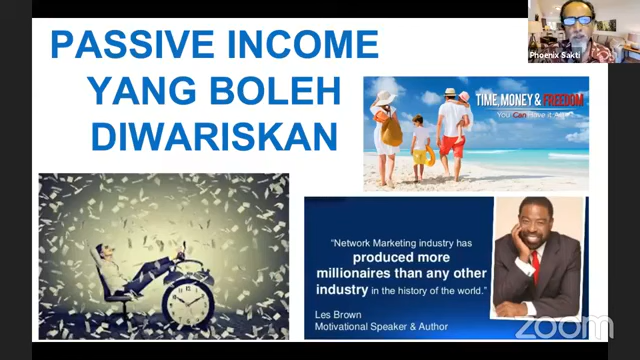 PASSIVE INCOME
YANG BOLEH
DIWARISKAN
Phoenix Sakti
TIME, MONEY & FREEDOM
You Can Have it All
“Network Marketing industry has
produced more
millionaires than any other
industry in the history of the world.”
Les Brown
Motivational Speaker & Author
zoom